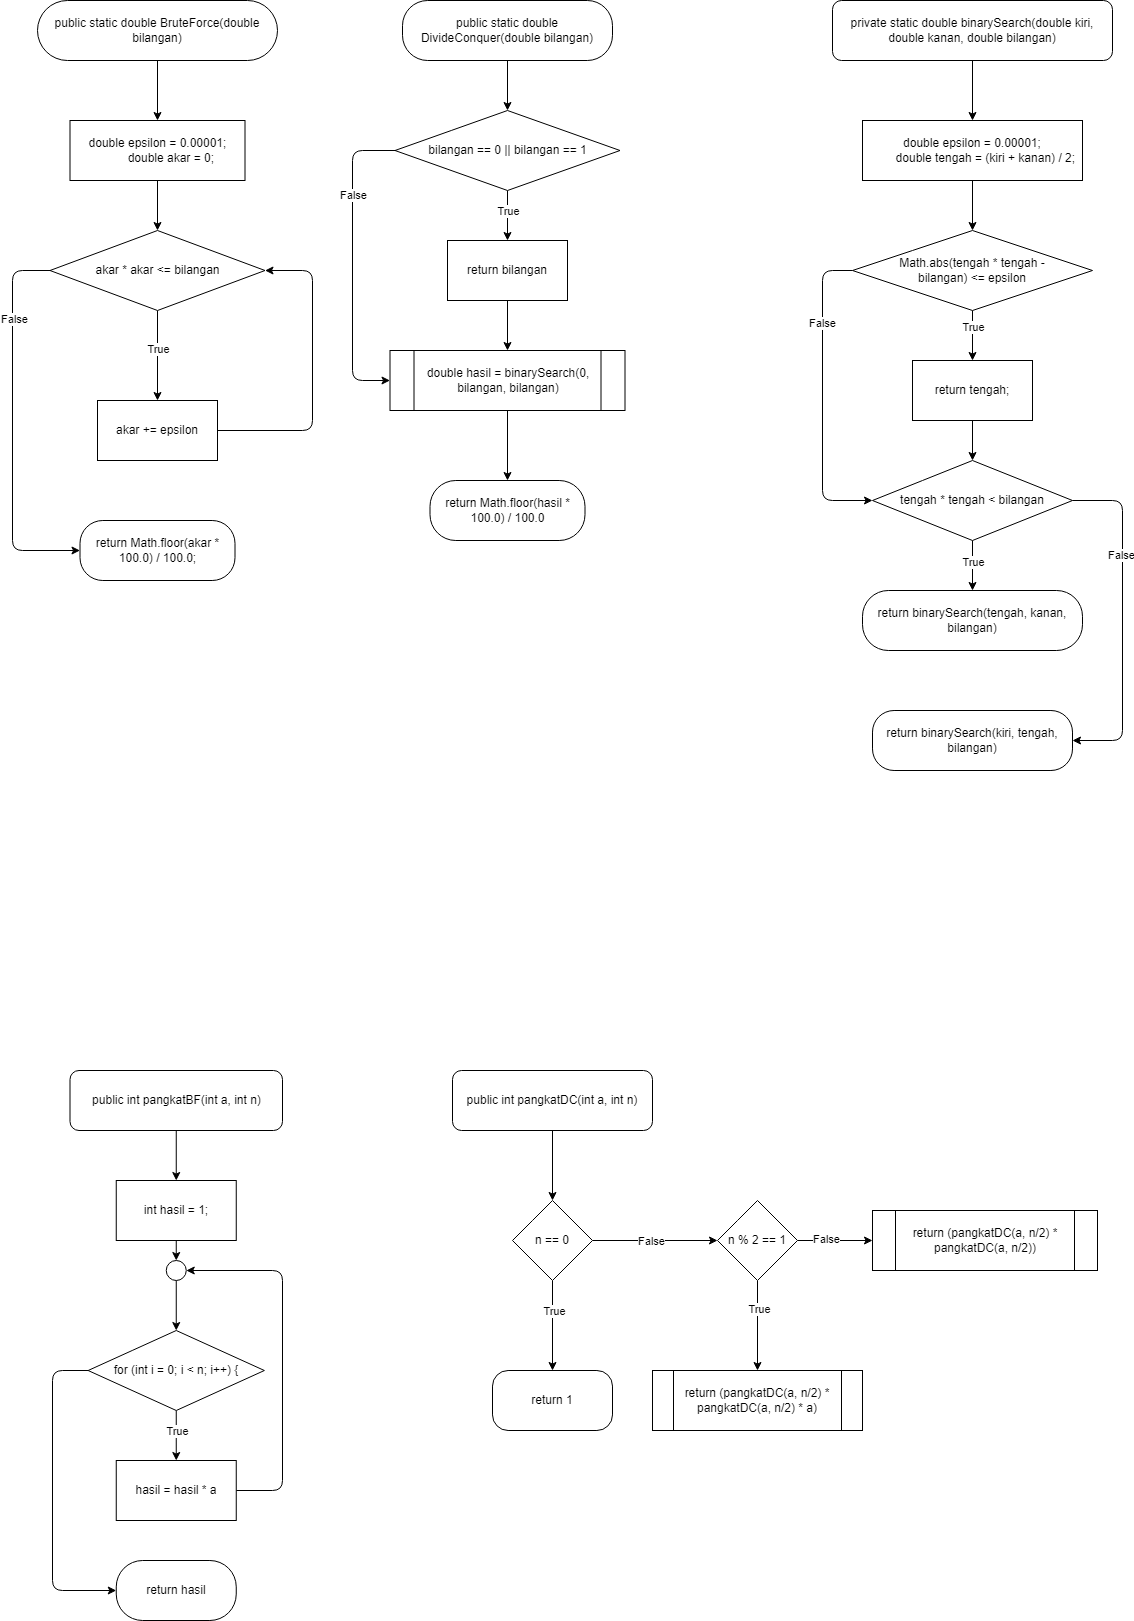 public static double BruteForce(double
bilangan)
double epsilon = 0.00001;
double akar = 0;
akar * akar <= bilangan
False
True
akar += epsilon
return Math.floor(akar *
100.0) / 100.0;
public static double
DivideConquer(double bilangan)
bilangan == 0 || bilangan == 1
False
True
return bilangan
double hasil = binarySearch(0,
bilangan, bilangan)
return Math.floor(hasil *
100.0) / 100.0
private static double binarySearch(double kiri,
double kanan, double bilangan)
double epsilon = 0.00001;
double tengah = (kiri + kanan) / 2;
Math.abs(tengah * tengah -
bilangan) <= epsilon
False
True
return tengah;
tengah * tengah < bilangan
False
True
return binarySearch(tengah, kanan,
bilangan)
return binarySearch(kiri, tengah,
bilangan)
public int pangkatBF(int a, int n)
int hasil = 1;
for (int i = 0; i < n; i++) {
True
hasil = hasil * a
return hasil
public int pangkatDC(int a, int n)
n == 0
False
True
return 1
n % 2 == 1
False
True
return (pangkatDC(a, n/2) *
pangkatDC(a, n/2))
return (pangkatDC(a, n/2) *
pangkatDC(a, n/2) * a)